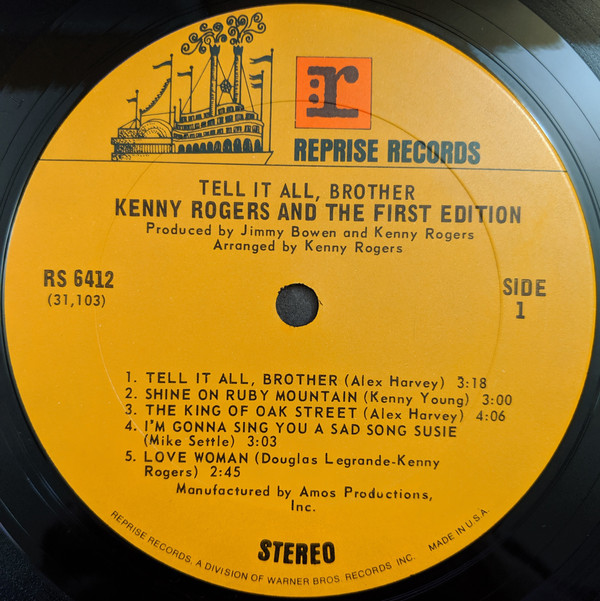 :r
REPRISE RECORDS
TELL IT ALL, BROTHER
KENNY ROGERS AND THE FIRST EDITION
Produced by Jimmy Bowen and Kenny Rogers
Arranged by Kenny Rogers
RS 6412
(31,103)
SIDE
1
1. TELL IT ALL, BROTHER (Alex Harvey) 3:18
2. SHINE ON RUBY MOUNTAIN (Kenny Young) 3:00
3. THE KING OF OAK STREET (Alex Harvey) 4:06
4. I'M GONNA SING YOU A SAD SONG SUSIE
(Mike Settle) 3:03
5. LOVE WOMAN (Douglas Legrande-Kenny
Rogers) 2:45
Manufactured by Amos Productions,
Inc.
STEREO
REPRISE RECORDS, A DIVISION OF WARNER BROS. RECORDS INC. MADE IN U.S.A.